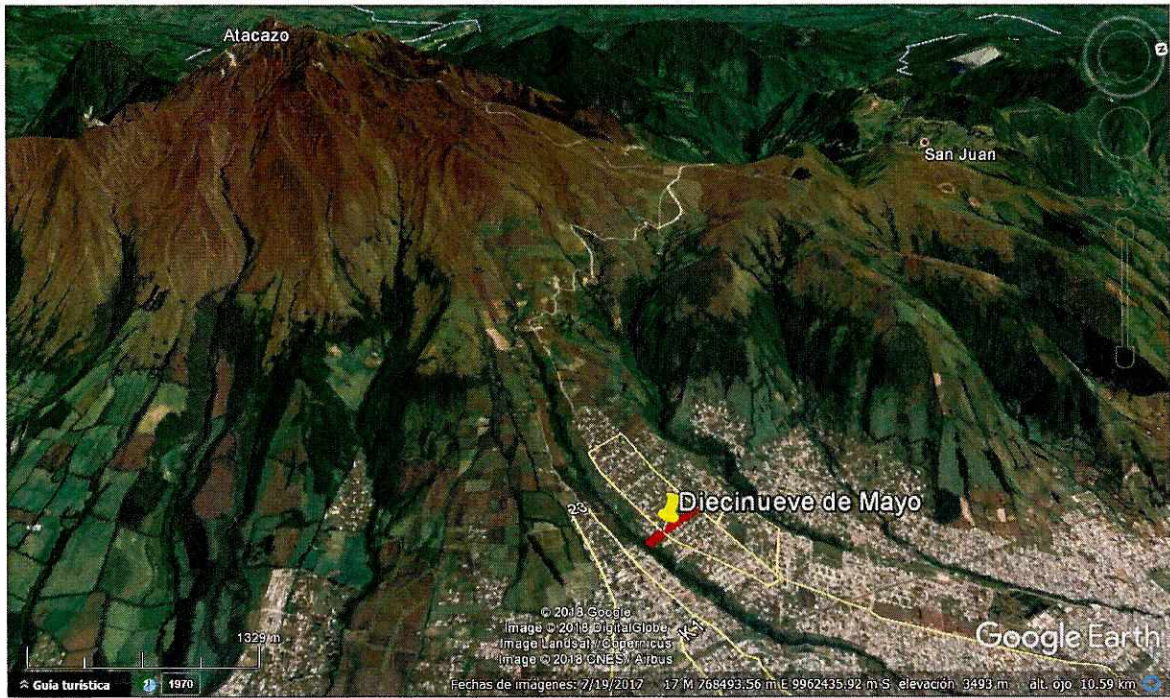 Atacazo
N
San Juan
Diecinueve de Mayo
23
© 2018 Google
Image © 2018 DigitalGlobe
Image Landsat / Copernicus
Image © 2018 CNES / Airbus
1329 m
Google Earth
Guía turística
1970
Fechas de imágenes: 7/19/2017 17 M 768493.56 m E 9962435.92 m S elevación 3493 m alt. ojo 10.59 km